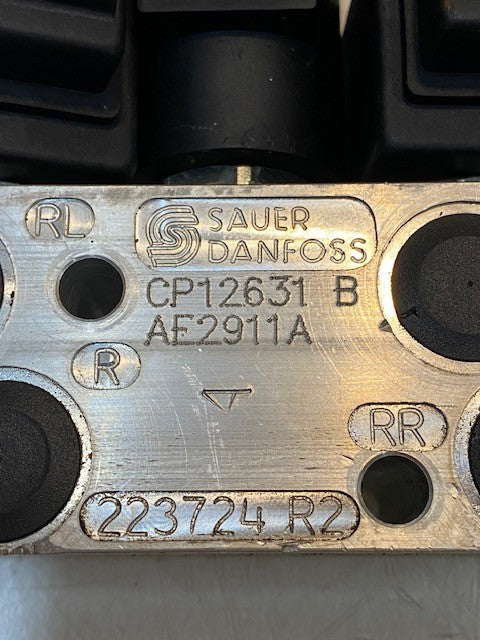 RL
SAUER
DANFOSS
CP12631 B
AE2911A
R
RR
223724 R2